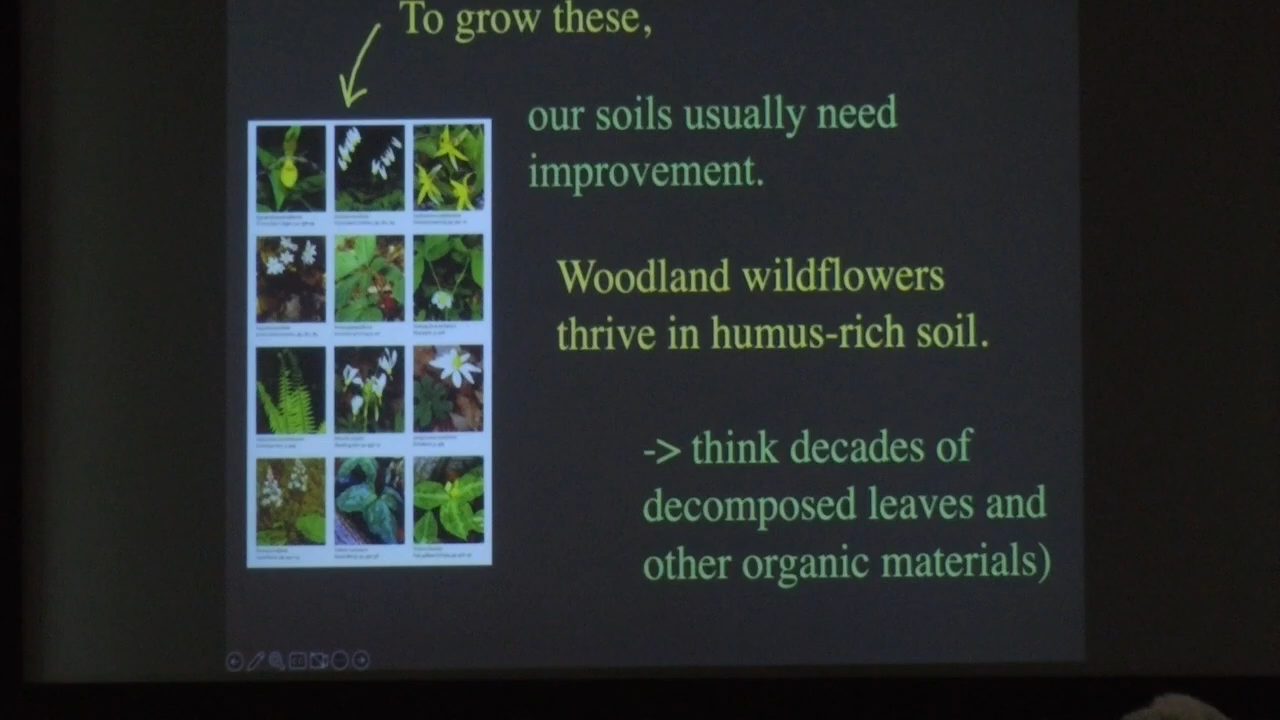 To grow these,
our soils usually need
improvement.
Woodland wildflowers
thrive in humus-rich soil.
-> think decades of
decomposed leaves and
other organic materials)